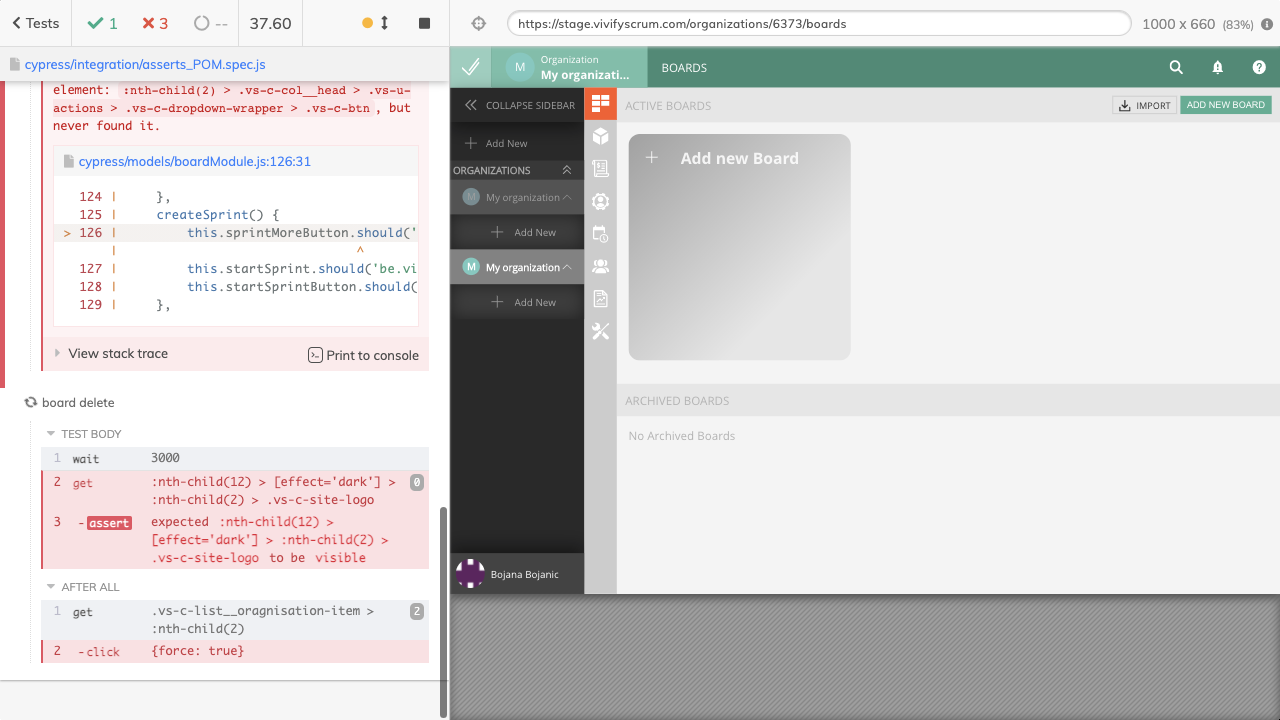 Tests
1
3
--
37.60
https://stage.vivifyscrum.com/organizations/6373/boards
1000 x 660 (83%)
cypress/integration/asserts_POM.spec.js
element: :nth-child(2) > .vs-c-col__head > .vs-u-
actions > .vs-c-dropdown-wrapper > .vs-c-btn, but
never found it.
cypress/models/boardModule.js:126:31
124 | },
125 | createSprint() {
> 126 | this.sprintMoreButton.should('
| ^
127 | this.startSprint.should('be.vi
128 | this.startSprintButton.should(
129 | },
View stack trace
Print to console
board delete
TEST BODY
1 wait 3000
2 get :nth-child(12) > [effect='dark'] > 0
:nth-child(2) > .vs-c-site-logo
3 -assert expected :nth-child(12) >
[effect='dark'] > :nth-child(2) >
.vs-c-site-logo to be visible
AFTER ALL
1 get .vs-c-list__oragnisation-item > 2
:nth-child(2)
2 -click {force: true}
M
Organization
My organizati...
BOARDS
COLLAPSE SIDEBAR
Add New
ORGANIZATIONS
M My organization
Add New
M My organization
Add New
Bojana Bojanic
ACTIVE BOARDS
IMPORT
ADD NEW BOARD
Add new Board
ARCHIVED BOARDS
No Archived Boards